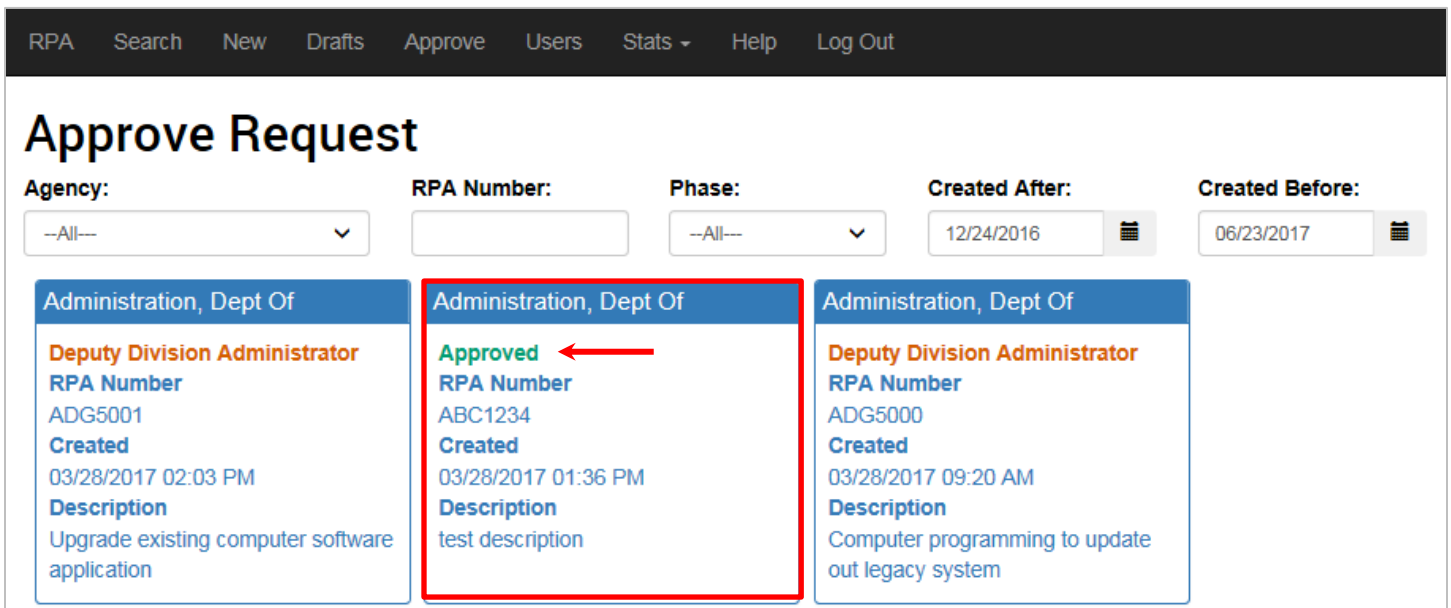 RPA Search New Drafts Approve Users Stats Help Log Out
Approve Request
Agency: RPA Number: Phase: Created After: Created Before:
--All--- --All--- 12/24/2016 06/23/2017
Administration, Dept Of
Deputy Division Administrator
RPA Number
ADG5001
Created
03/28/2017 02:03 PM
Description
Upgrade existing computer software
application
Administration, Dept Of
Approved
RPA Number
ABC1234
Created
03/28/2017 01:36 PM
Description
test description
Administration, Dept Of
Deputy Division Administrator
RPA Number
ADG5000
Created
03/28/2017 09:20 AM
Description
Computer programming to update
out legacy system